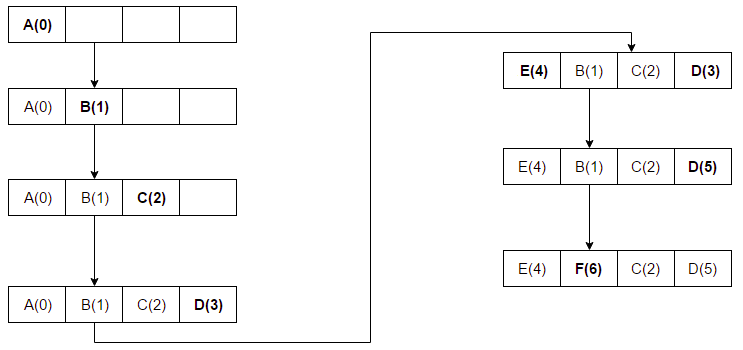 A(0)
A(0) B(1)
A(0) B(1) C(2)
A(0) B(1) C(2) D(3)
E(4) B(1) C(2) D(3)
E(4) B(1) C(2) D(5)
E(4) F(6) C(2) D(5)